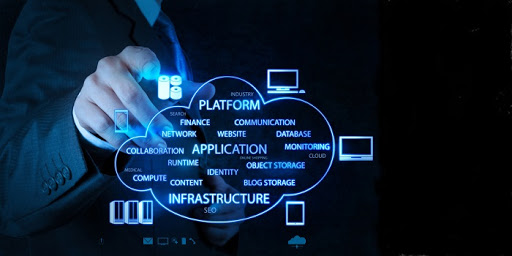 INDUSTRY
PLATFORM
SEARCH
FINANCE COMMUNICATION
NETWORK WEBSITE DATABASE
COLLABORATION APPLICATION MONITORING
ONLINE SHOPPING CLOUD
RUNTIME OBJECT STORAGE
MEDICAL IDENTITY
COMPUTE CONTENT BLOG STORAGE
INFRASTRUCTURE
SEO